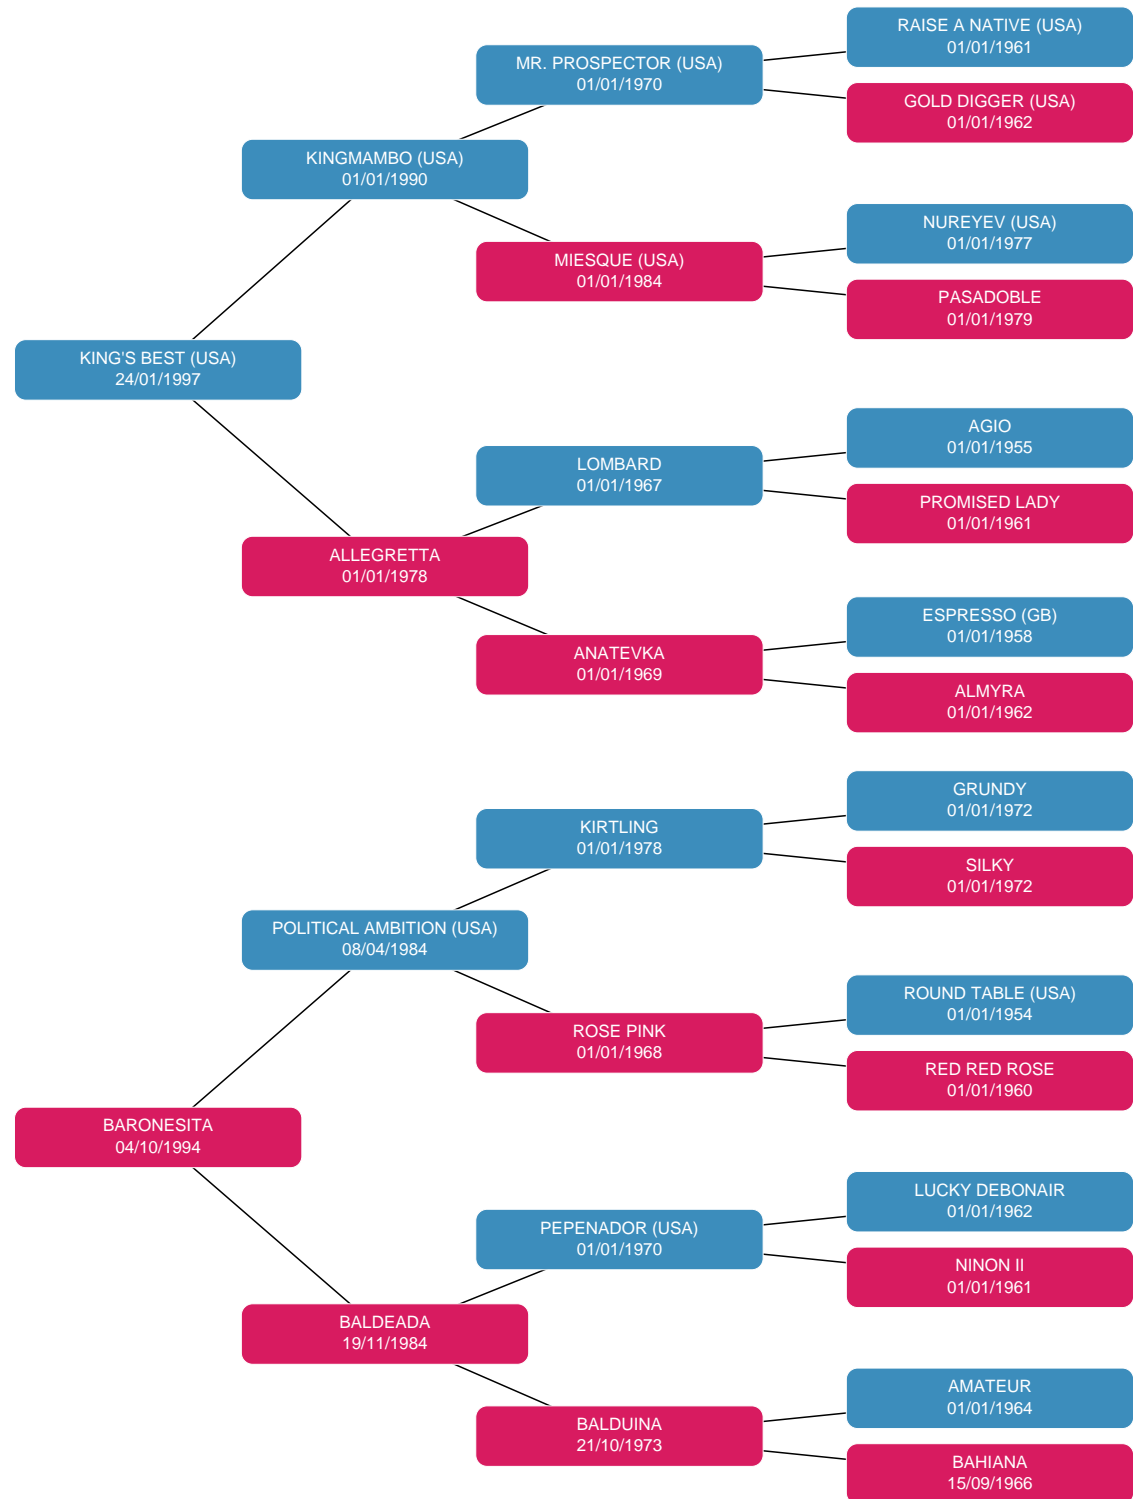 RAISE A NATIVE (USA)
01/01/1961
MR. PROSPECTOR (USA)
01/01/1970
GOLD DIGGER (USA)
01/01/1962
KINGMAMBO (USA)
01/01/1990
NUREYEV (USA)
01/01/1977
MIESQUE (USA)
01/01/1984
PASADOBLE
01/01/1979
KING'S BEST (USA)
24/01/1997
AGIO
01/01/1955
LOMBARD
01/01/1967
PROMISED LADY
01/01/1961
ALLEGRETTA
01/01/1978
ESPRESSO (GB)
01/01/1958
ANATEVKA
01/01/1969
ALMYRA
01/01/1962
GRUNDY
01/01/1972
KIRTLING
01/01/1978
SILKY
01/01/1972
POLITICAL AMBITION (USA)
08/04/1984
ROUND TABLE (USA)
01/01/1954
ROSE PINK
01/01/1968
RED RED ROSE
01/01/1960
BARONESITA
04/10/1994
LUCKY DEBONAIR
01/01/1962
PEPENADOR (USA)
01/01/1970
NINON II
01/01/1961
BALDEADA
19/11/1984
AMATEUR
01/01/1964
BALDUINA
21/10/1973
BAHIANA
15/09/1966